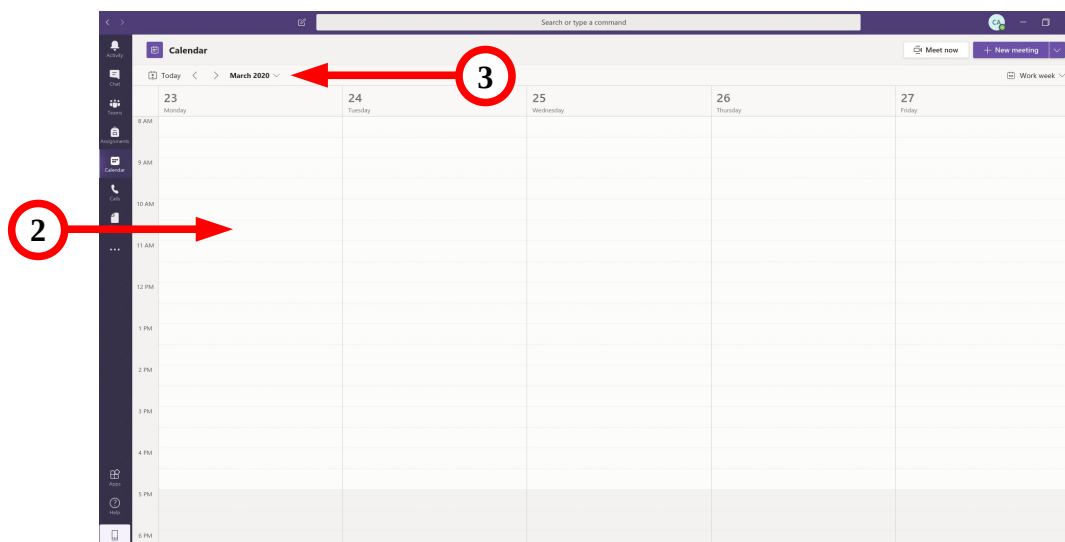 Search or type a command
CA
Activity
Calendar
Meet now
+ New meeting
Chat
Today
March 2020
3
Work week
Teams
23
Monday
24
Tuesday
25
Wednesday
26
Thursday
27
Friday
8 AM
Assignments
9 AM
Calendar
Calls
10 AM
2
11 AM
12 PM
1 PM
2 PM
3 PM
4 PM
Apps
5 PM
Help
6 PM